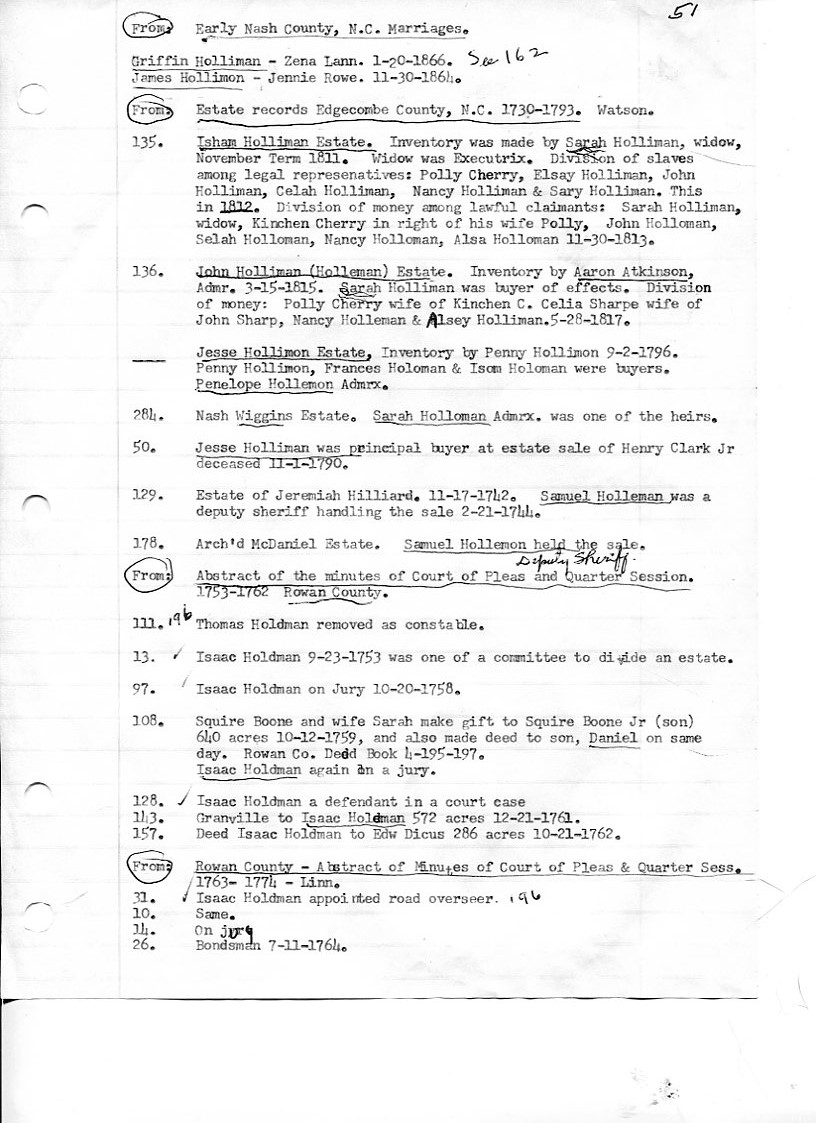 51
From: Early Nash County, N.C. Marriages.
Griffin Holliman - Zena Lann. 1-20-1866. See 162
James Hollimon - Jennie Rowe. 11-30-1864.
From: Estate records Edgecombe County, N.C. 1730-1793. Watson.
135. Isham Holliman Estate. Inventory was made by Sarah Holliman, widow,
November Term 1811. Widow was Executrix. Division of slaves
among legal represenatives: Polly Cherry, Elsay Holliman, John
Holliman, Celah Holliman, Nancy Holliman & Sary Holliman. This
in 1812. Division of money among lawful claimants: Sarah Holliman,
widow, Kinchen Cherry in right of his wife Polly, John Holloman,
Selah Holloman, Nancy Holloman, Alsa Holloman 11-30-1813.
136. John Holliman (Holleman) Estate. Inventory by Aaron Atkinson,
Admr. 3-15-1815. Sarah Holliman was buyer of effects. Division
of money: Polly Cherry wife of Kinchen C. Celia Sharpe wife of
John Sharp, Nancy Holleman & Alsey Holliman.5-28-1817.
Jesse Hollimon Estate, Inventory by Penny Hollimon 9-2-1796.
Penny Hollimon, Frances Holoman & Isom Holoman were buyers.
Penelope Hollemon Admrx.
284. Nash Wiggins Estate. Sarah Holloman Admrx. was one of the heirs.
50. Jesse Holliman was principal buyer at estate sale of Henry Clark Jr
deceased 11-1-1790.
129. Estate of Jeremiah Hilliard. 11-17-1742. Samuel Holleman was a
deputy sheriff handling the sale 2-21-1744.
178. Arch'd McDaniel Estate. Samuel Hollemon held the sale.
Deputy Sheriff.
From: Abstract of the minutes of Court of Pleas and Quarter Session.
1753-1762 Rowan County.
111. 196 Thomas Holdman removed as constable.
13. ✓ Isaac Holdman 9-23-1753 was one of a committee to divide an estate.
97. Isaac Holdman on Jury 10-20-1758.
108. Squire Boone and wife Sarah make gift to Squire Boone Jr (son)
640 acres 10-12-1759, and also made deed to son, Daniel on same
day. Rowan Co. Dedd Book 4-195-197.
Isaac Holdman again on a jury.
128. ✓ Isaac Holdman a defendant in a court case
143. Granville to Isaac Holdman 572 acres 12-21-1761.
157. Deed Isaac Holdman to Edw Dicus 286 acres 10-21-1762.
From: Rowan County - Abstract of Minutes of Court of Pleas & Quarter Sess.
1763- 1774 - Linn.
31. ✓ Isaac Holdman appointed road overseer. 196
10. Same.
14. On jury
26. Bondsman 7-11-1764.